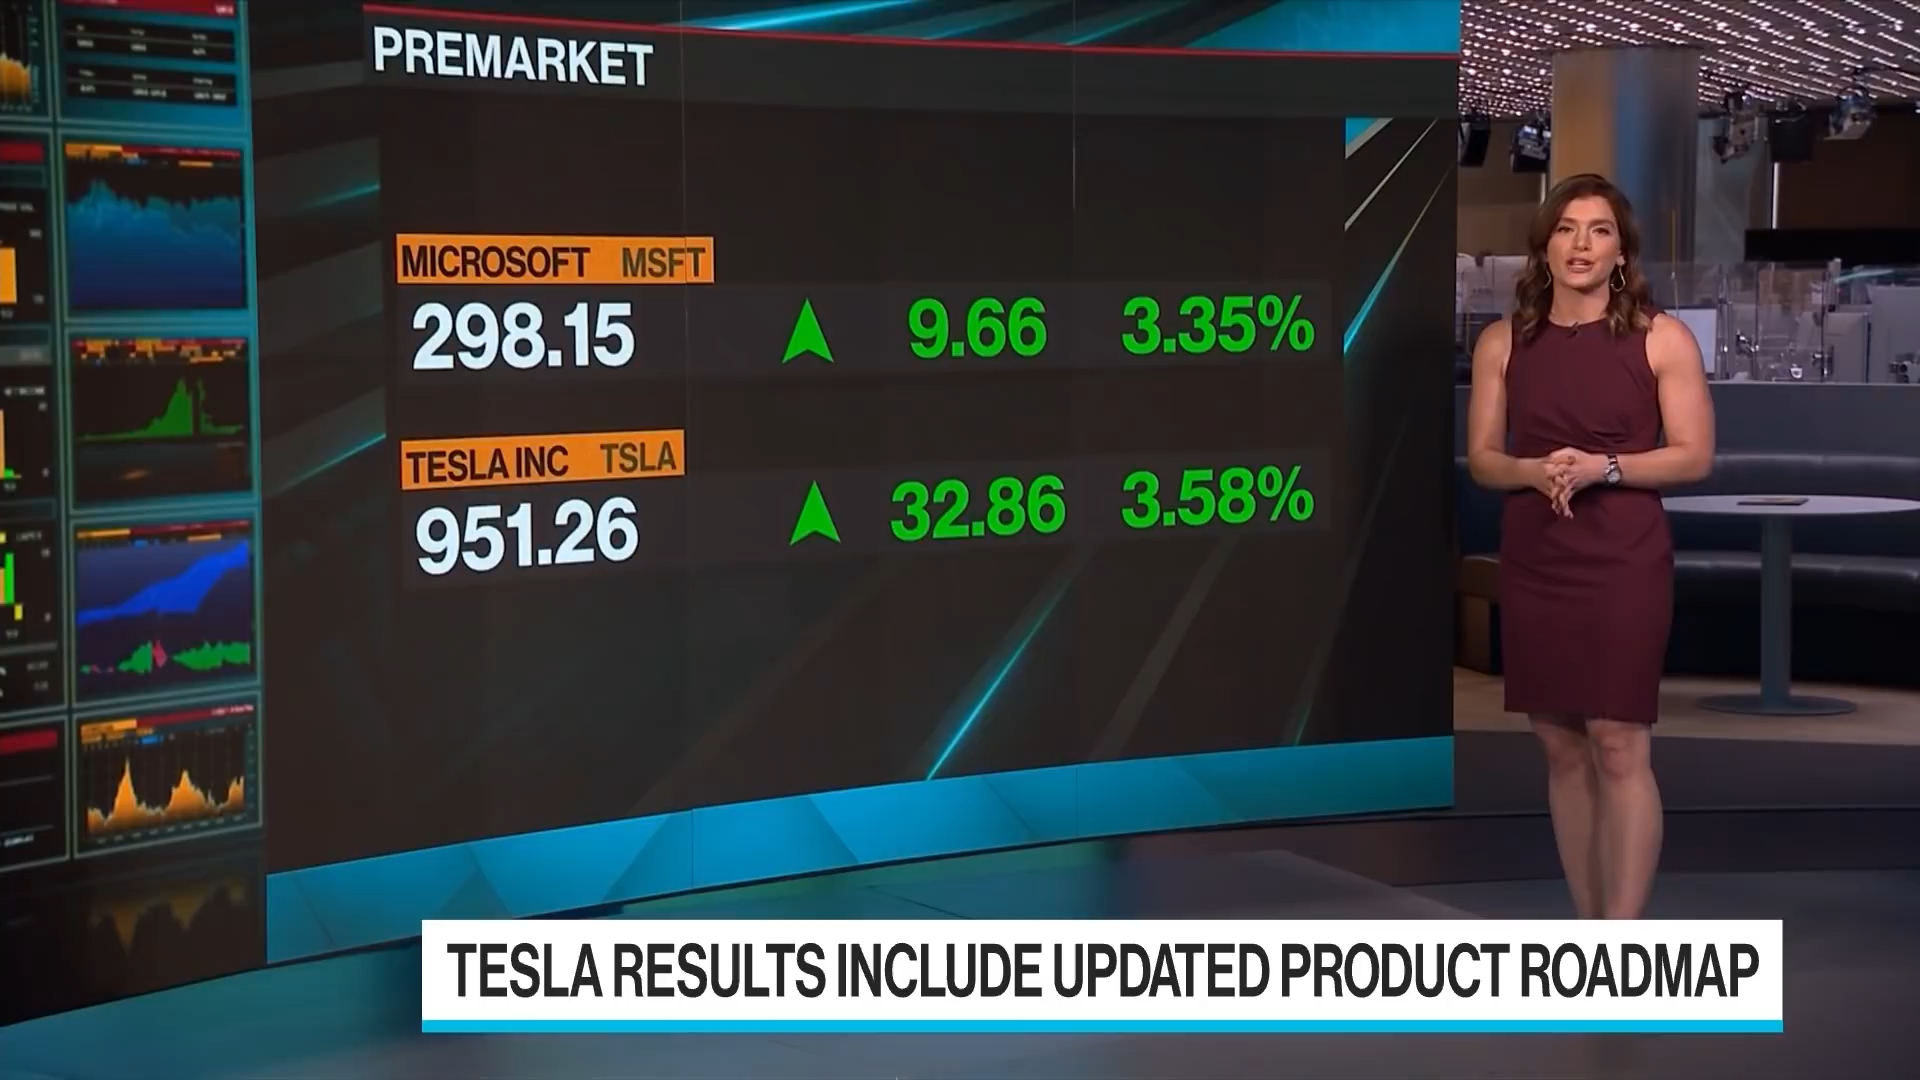 PREMARKET
MICROSOFT MSFT
298.15 9.66 3.35%
TESLA INC TSLA
951.26 32.86 3.58%
TESLA RESULTS INCLUDE UPDATED PRODUCT ROADMAP